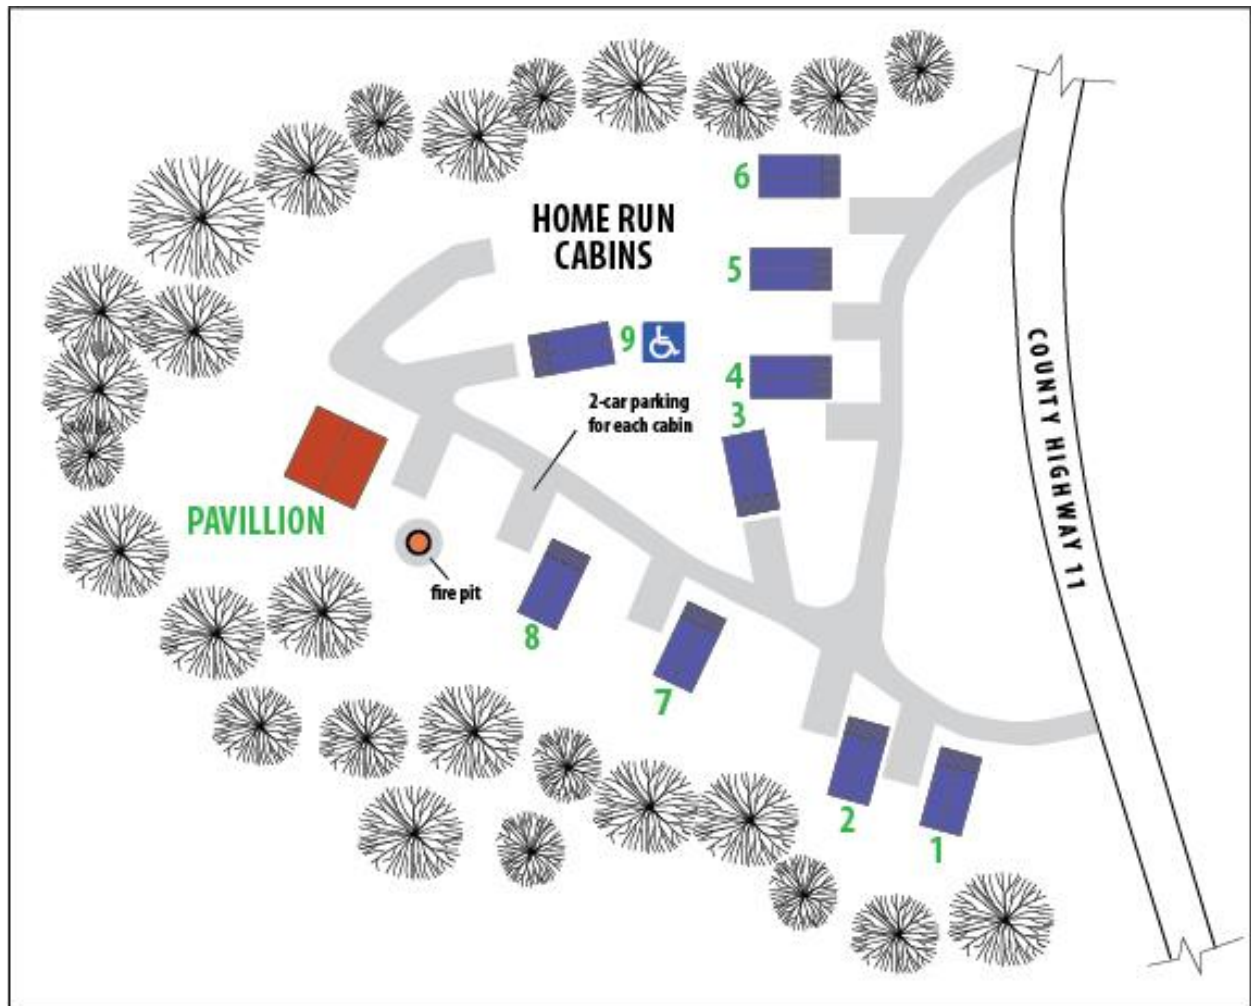 6
HOME RUN
CABINS
5
9
4
2-car parking
for each cabin
3
COUNTY HIGHWAY 11
PAVILLION
fire pit
8
7
2
1